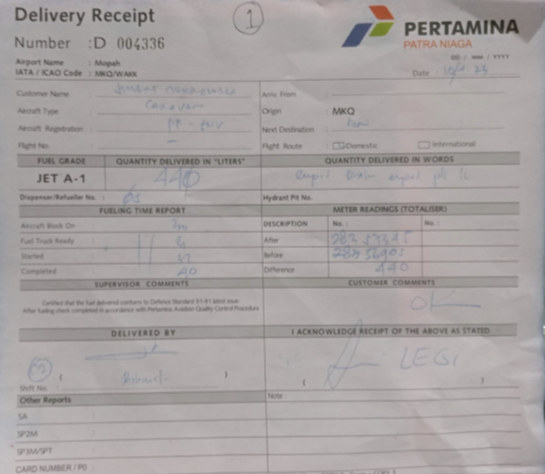 Delivery Receipt
1
PERTAMINA
PATRA NIAGA
Number :D 004336
DD / MM / YYYY
Airport Name : Mopah
IATA / ICAO Code : MKQ/WAKK
Date :
Customer Name :
Arriv. From :
Aircraft Type : CARAVAN
Origin : MKQ
Aircraft Registration :
Next Destination :
Flight No. : -
Flight Route : Domestic International
FUEL GRADE QUANTITY DELIVERED IN "LITERS" QUANTITY DELIVERED IN WORDS
JET A-1 440
Dispenser/Refueller No. :
Hydrant Pit No.
FUELING TIME REPORT METER READINGS (TOTALISER)
Aircraft Block On :
DESCRIPTION No. : No. :
Fuel Truck Ready :
After
Started :
Before
Completed : 40
Difference 440
SUPERVISOR COMMENTS CUSTOMER COMMENTS
Certified that the fuel delivered conform to Defence Standard 91-91 latest issue
After fueling check completed in accordance with Pertamina Aviation Quality Control Procedure
OK
DELIVERED BY I ACKNOWLEDGE RECEIPT OF THE ABOVE AS STATED
LEGI
( ) ( )
Shift No.
Other Reports Note :
SA :
SP2M :
SP3M/SPT :
CARD NUMBER / PO :